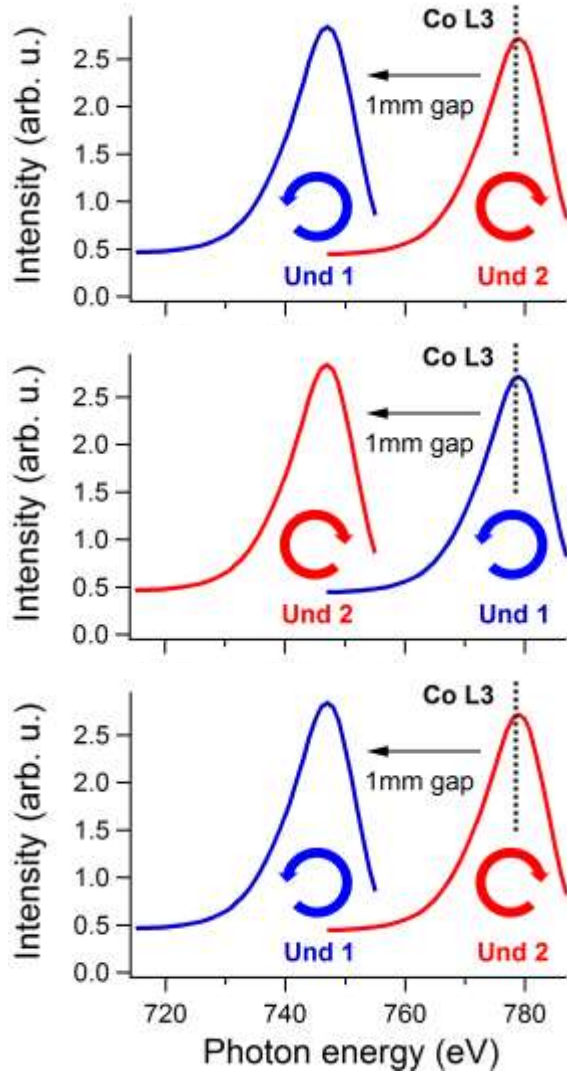 Co L3
2.5
1mm gap
2.0
1.5
1.0
0.5
0.0
Und 1
Und 2
Intensity (arb. u.)
Co L3
2.5
1mm gap
2.0
1.5
1.0
0.5
0.0
Und 2
Und 1
Intensity (arb. u.)
Co L3
2.5
1mm gap
2.0
1.5
1.0
0.5
0.0
Und 1
Und 2
Intensity (arb. u.)
720 740 760 780
Photon energy (eV)